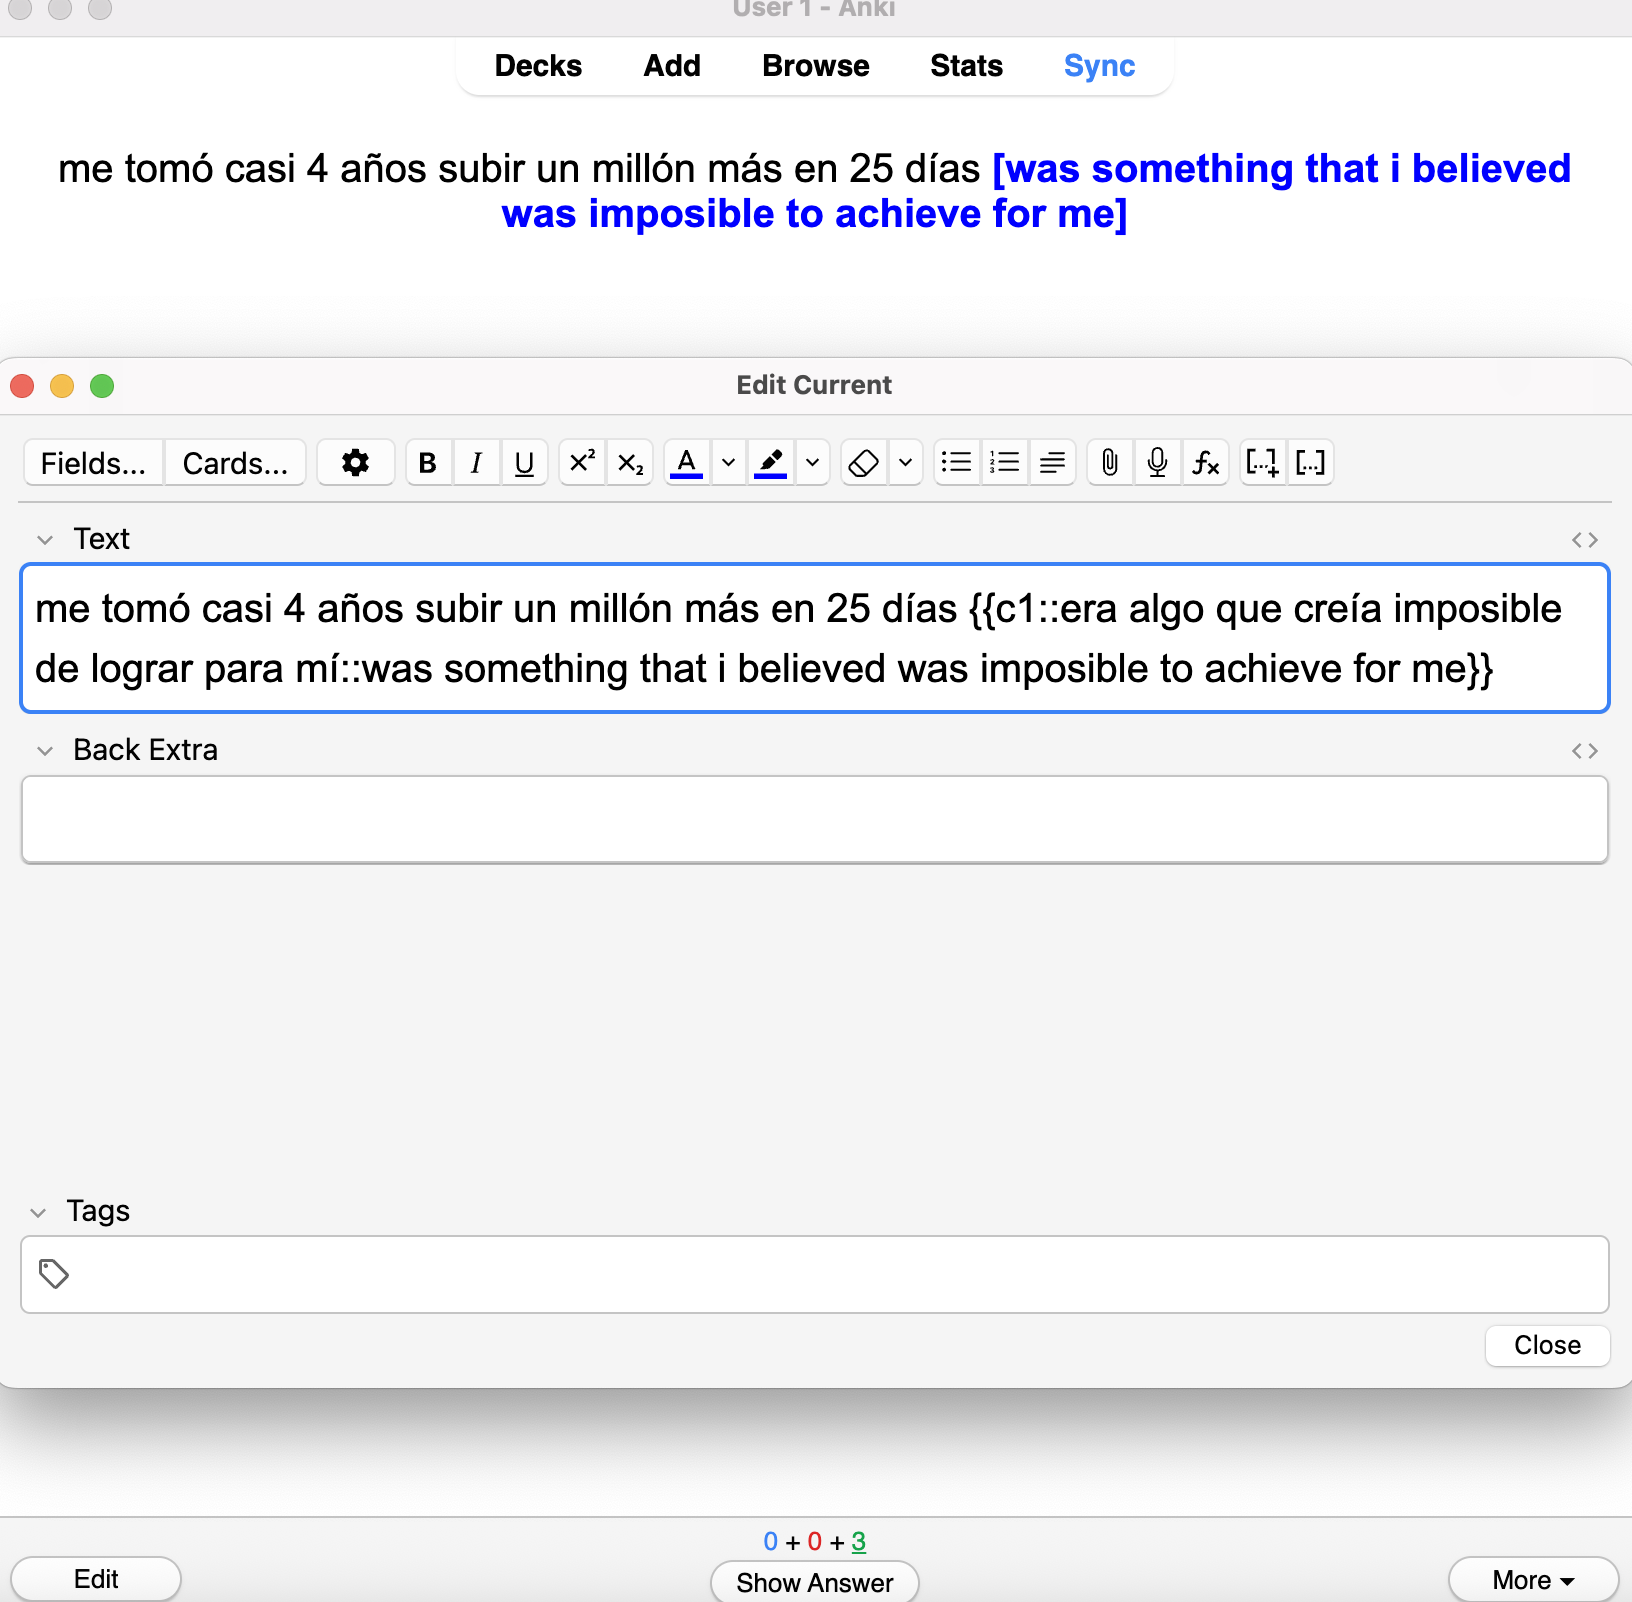 User 1 - Anki
Decks Add Browse Stats Sync
me tomó casi 4 años subir un millón más en 25 días [was something that i believed
was imposible to achieve for me]
Edit Current
Fields... Cards... B I U x² x₂ A fx [...]+ [...]
Text <>
me tomó casi 4 años subir un millón más en 25 días {{c1::era algo que creía imposible
de lograr para mí::was something that i believed was imposible to achieve for me}}
Back Extra <>
Tags
Close
0 + 0 + 3
Edit Show Answer More